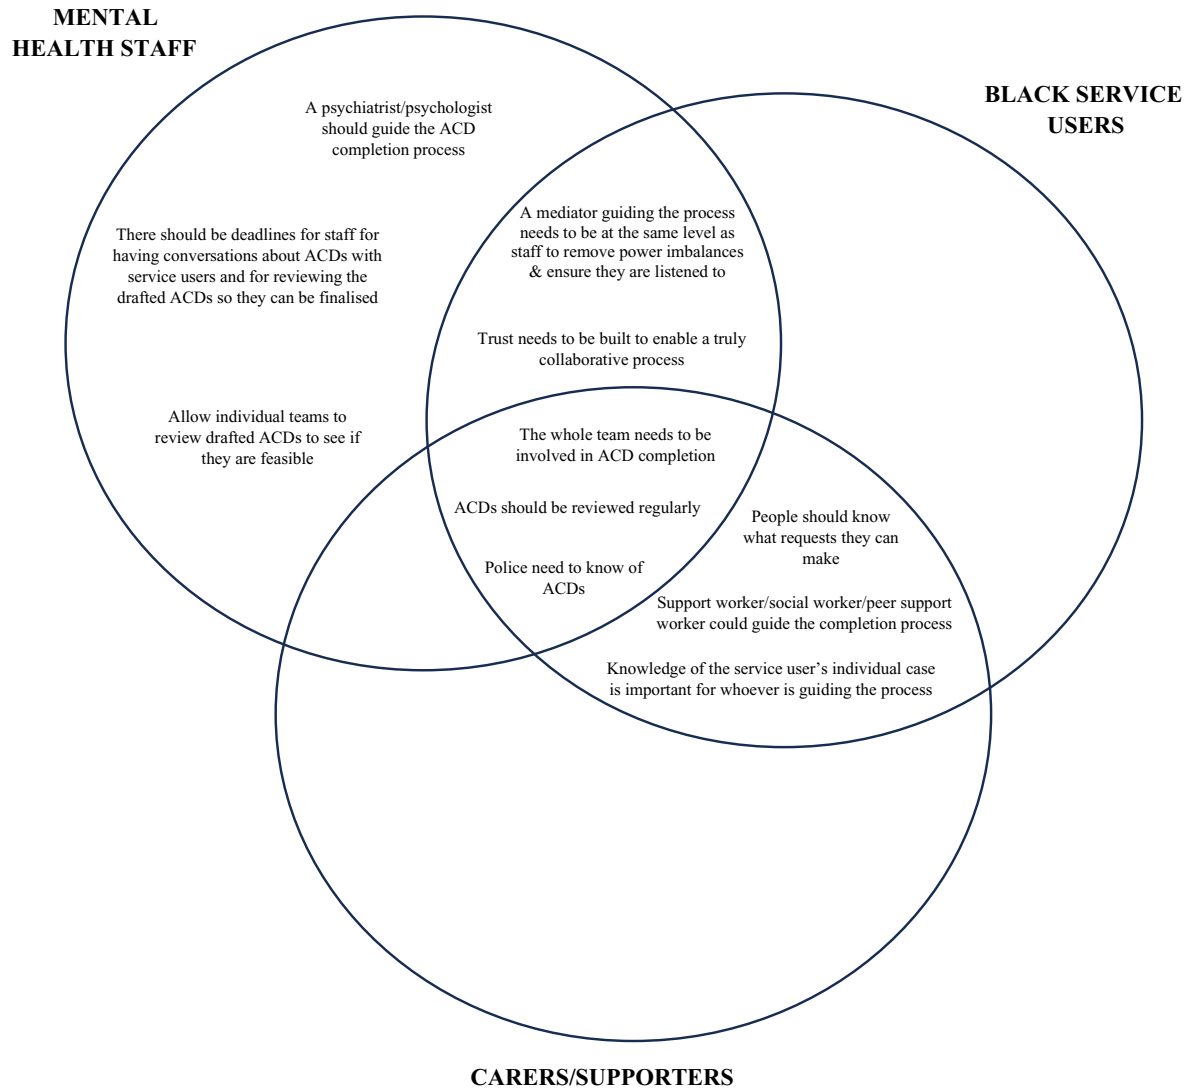 MENTAL
HEALTH STAFF
BLACK SERVICE
USERS
A psychiatrist/psychologist
should guide the ACD
completion process
There should be deadlines for staff for
having conversations about ACDs with
service users and for reviewing the
drafted ACDs so they can be finalised
Allow individual teams to
review drafted ACDs to see if
they are feasible
A mediator guiding the process
needs to be at the same level as
staff to remove power imbalances
& ensure they are listened to
Trust needs to be built to enable a truly
collaborative process
The whole team needs to be
involved in ACD completion
ACDs should be reviewed regularly
Police need to know of
ACDs
People should know
what requests they can
make
Support worker/social worker/peer support
worker could guide the completion process
Knowledge of the service user’s individual case
is important for whoever is guiding the process
CARERS/SUPPORTERS